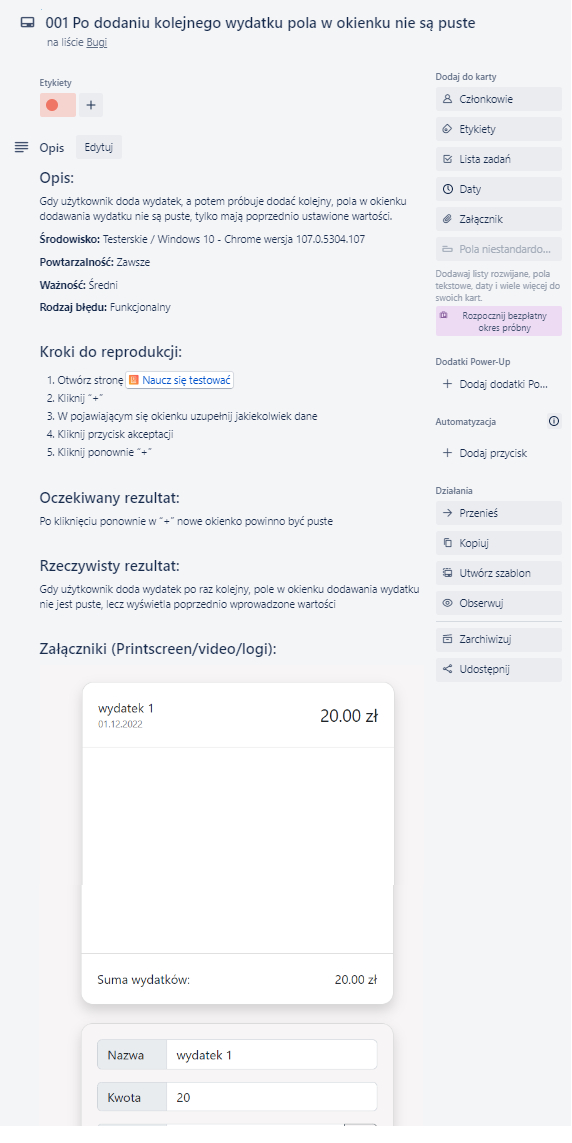 001 Po dodaniu kolejnego wydatku pola w okienku nie są puste
na liście Bugi
Etykiety
+
Opis
Edytuj
Opis:
Gdy użytkownik doda wydatek, a potem próbuje dodać kolejny, pola w okienku
dodawania wydatku nie są puste, tylko mają poprzednio ustawione wartości.
Środowisko: Testerskie / Windows 10 - Chrome wersja 107.0.5304.107
Powtarzalność: Zawsze
Ważność: Średni
Rodzaj błędu: Funkcjonalny
Kroki do reprodukcji:
1. Otwórz stronę Naucz się testować
2. Kliknij "+"
3. W pojawiającym się okienku uzupełnij jakiekolwiek dane
4. Kliknij przycisk akceptacji
5. Kliknij ponownie "+"
Oczekiwany rezultat:
Po kliknięciu ponownie w "+" nowe okienko powinno być puste
Rzeczywisty rezultat:
Gdy użytkownik doda wydatek po raz kolejny, pole w okienku dodawania wydatku
nie jest puste, lecz wyświetla poprzednio wprowadzone wartości
Załączniki (Printscreen/video/logi):
wydatek 1
01.12.2022
20.00 zł
Suma wydatków:
20.00 zł
Nazwa
wydatek 1
Kwota
20
Dodaj do karty
Członkowie
Etykiety
Lista zadań
Daty
Załącznik
Pola niestandardo...
Dodawaj listy rozwijane, pola
tekstowe, daty i wiele więcej do
swoich kart.
Rozpocznij bezpłatny
okres próbny
Dodatki Power-Up
+ Dodaj dodatki Po...
Automatyzacja
+ Dodaj przycisk
Działania
Przenieś
Kopiuj
Utwórz szablon
Obserwuj
Zarchiwizuj
Udostępnij